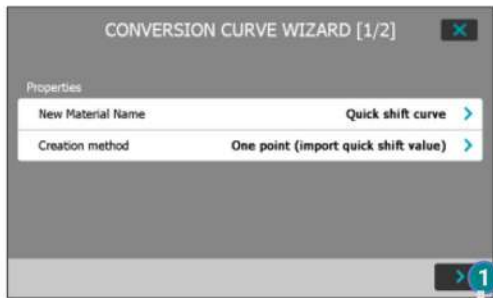 CONVERSION CURVE WIZARD [1/2]
Properties
New Material Name Quick shift curve
Creation method One point (import quick shift value)
1